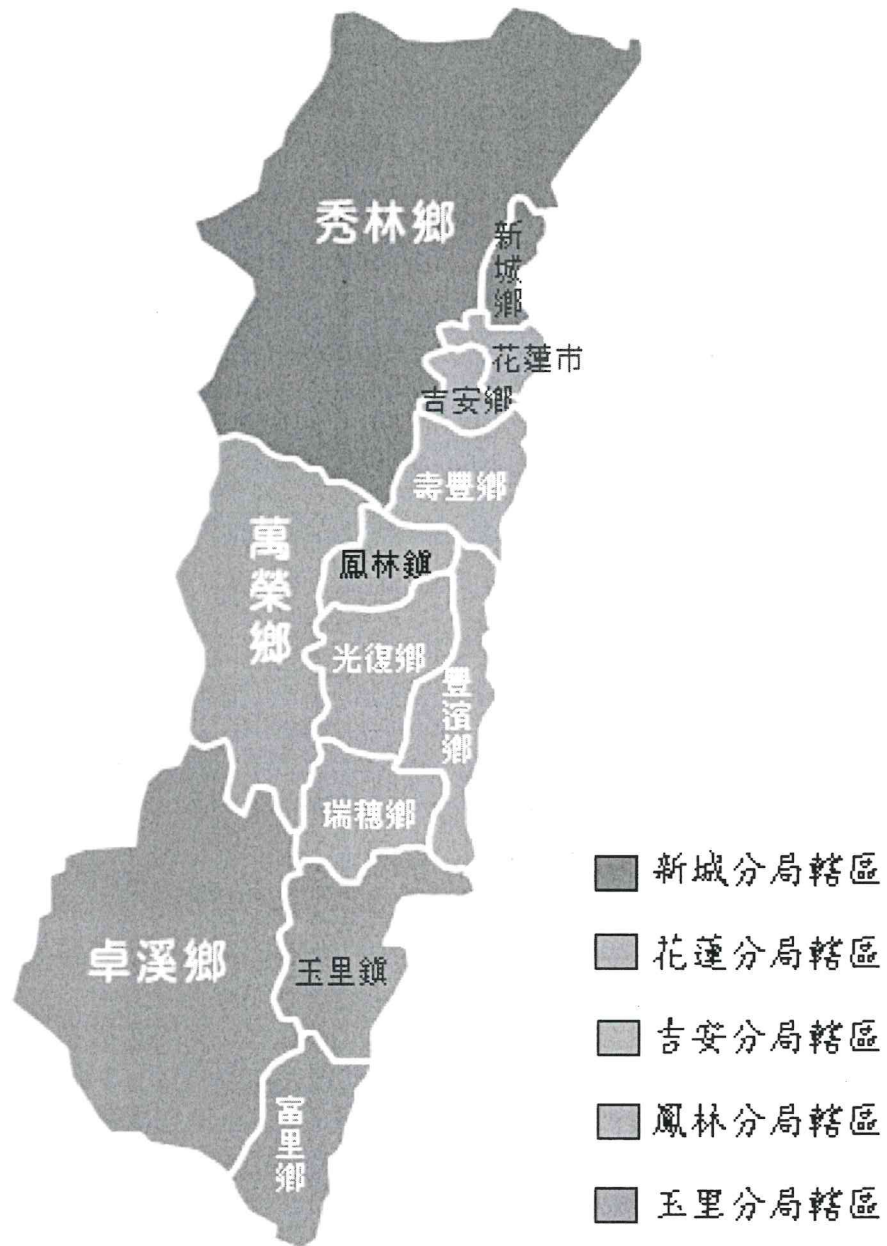 秀林鄉
新城鄉
花蓮市
吉安鄉
壽豐鄉
鳳林鎮
萬榮鄉
光復鄉
豐濱鄉
瑞穗鄉
卓溪鄉
玉里鎮
富里鄉
新城分局轄區
花蓮分局轄區
吉安分局轄區
鳳林分局轄區
玉里分局轄區